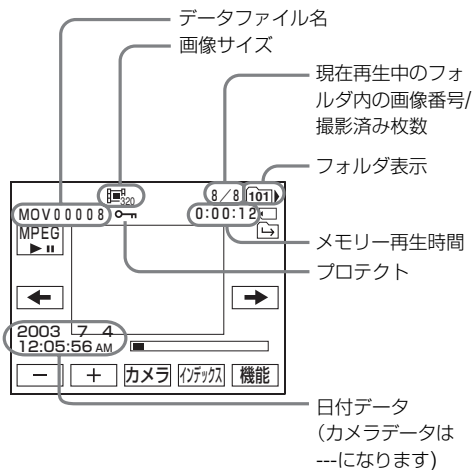 データファイル名
画像サイズ
現在再生中のフォ
ルダ内の画像番号/
撮影済み枚数
フォルダ表示
320
8/8 101
MOV00008 0:00:12
MPEG
メモリー再生時間
プロテクト
2003 7 4
12:05:56 AM
− + カメラ インデックス 機能
日付データ
（カメラデータは
---になります）